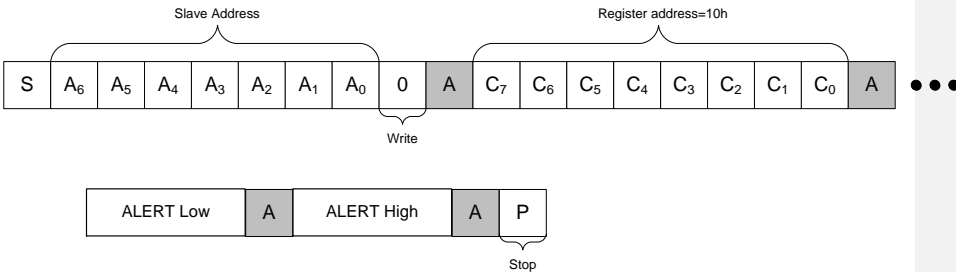 Slave Address Register address=10h
S A₆ A₅ A₄ A₃ A₂ A₁ A₀ 0 A C₇ C₆ C₅ C₄ C₃ C₂ C₁ C₀ A
Write
ALERT Low A ALERT High A P
Stop